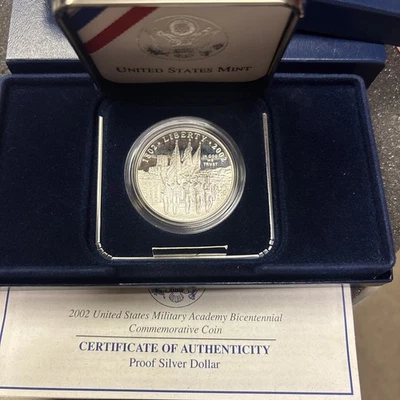 UNITED STATES MINT
1802 · LIBERTY · 2002
IN GOD
WE
TRUST
2002 United States Military Academy Bicentennial
Commemorative Coin
CERTIFICATE OF AUTHENTICITY
Proof Silver Dollar